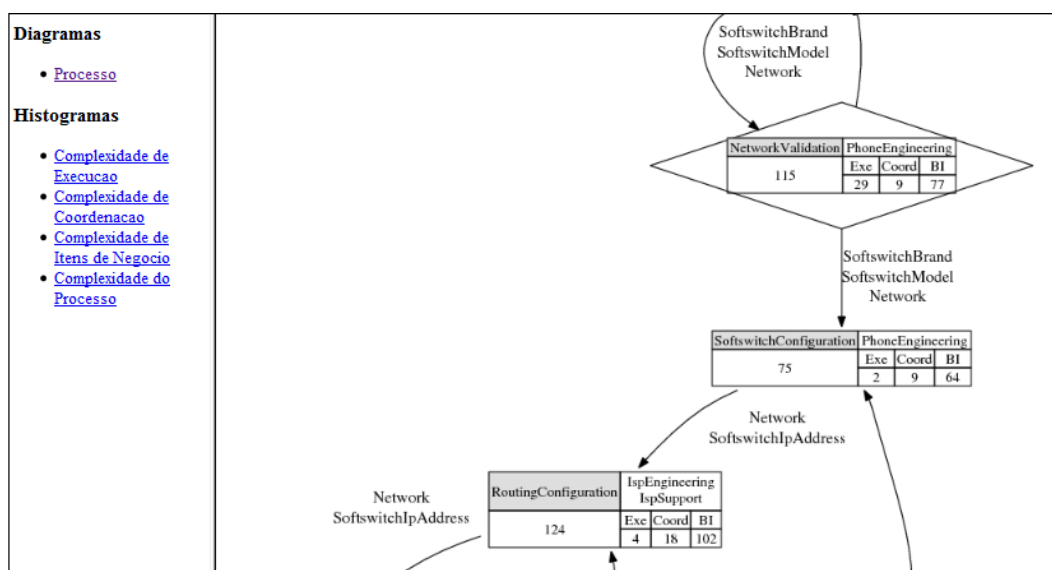 Diagramas
Processo
Histogramas
Complexidade de
Execucao
Complexidade de
Coordenacao
Complexidade de
Itens de Negocio
Complexidade do
Processo
SoftswitchBrand
SoftswitchModel
Network
NetworkValidation PhoneEngineering
115
Exe Coord BI
29 9 77
SoftswitchBrand
SoftswitchModel
Network
SoftswitchConfiguration PhoneEngineering
75
Exe Coord BI
2 9 64
Network
SoftswitchIpAddress
RoutingConfiguration
IspEngineering
IspSupport
124
Exe Coord BI
4 18 102
Network
SoftswitchIpAddress